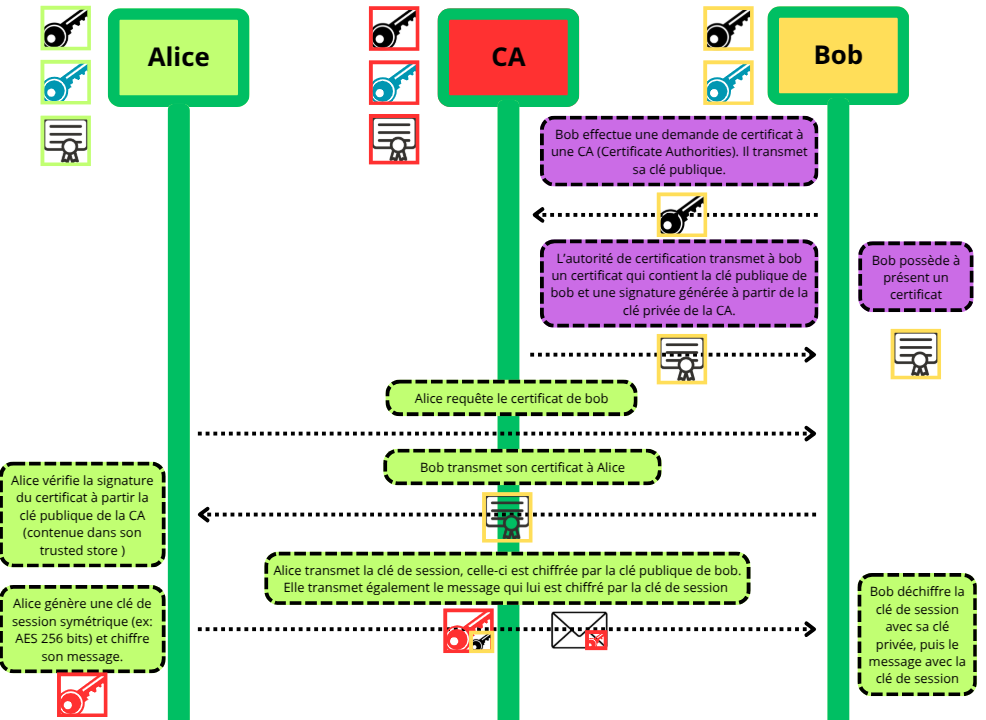 Alice
CA
Bob
Bob effectue une demande de certificat à
une CA (Certificate Authorities). Il transmet
sa clé publique.
L'autorité de certification transmet à bob
un certificat qui contient la clé publique de
bob et une signature générée à partir de la
clé privée de la CA.
Bob possède à
présent un
certificat
Alice requête le certificat de bob
Bob transmet son certificat à Alice
Alice vérifie la signature
du certificat à partir la
clé publique de la CA
(contenue dans son
trusted store )
Alice transmet la clé de session, celle-ci est chiffrée par la clé publique de bob.
Elle transmet également le message qui lui est chiffré par la clé de session
Alice génère une clé de
session symétrique (ex:
AES 256 bits) et chiffre
son message.
Bob déchiffre la
clé de session
avec sa clé
privée, puis le
message avec la
clé de session